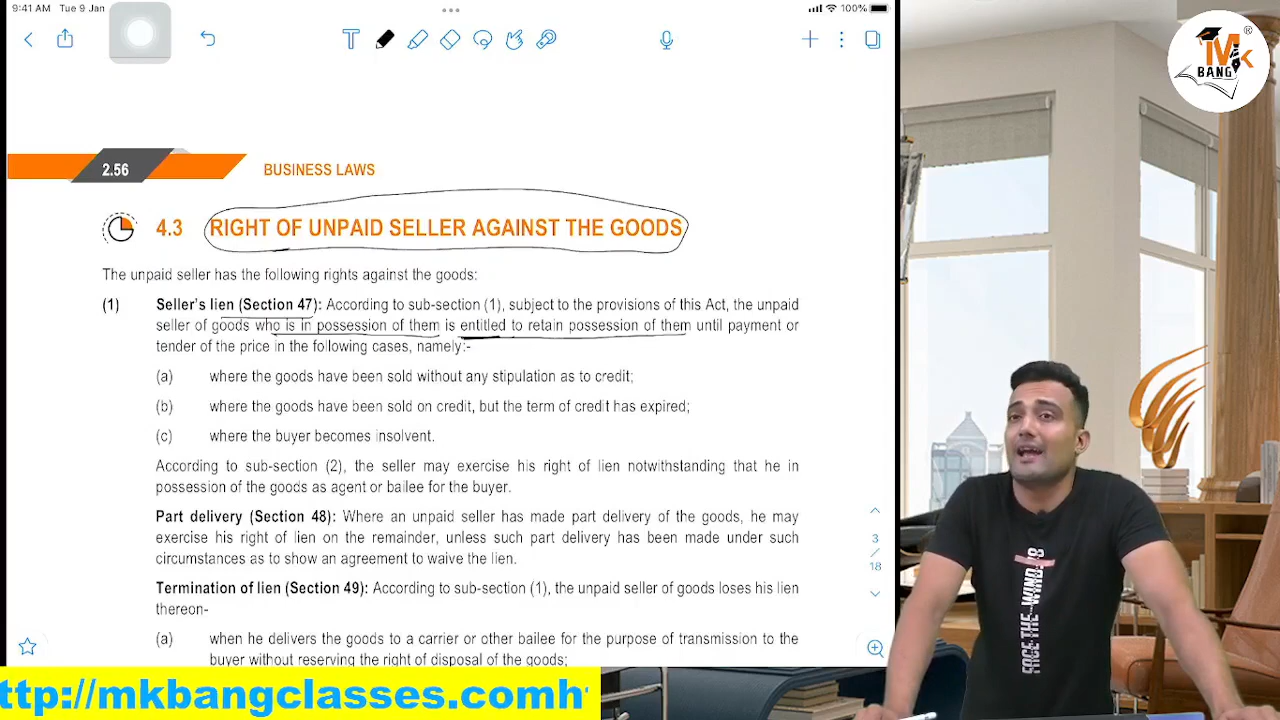 9:41 AM Tue 9 Jan
100%
T
MK
BANG
®
2.56
BUSINESS LAWS
4.3 RIGHT OF UNPAID SELLER AGAINST THE GOODS
The unpaid seller has the following rights against the goods:
(1) Seller's lien (Section 47): According to sub-section (1), subject to the provisions of this Act, the unpaid
seller of goods who is in possession of them is entitled to retain possession of them until payment or
tender of the price in the following cases, namely:-
(a) where the goods have been sold without any stipulation as to credit;
(b) where the goods have been sold on credit, but the term of credit has expired;
(c) where the buyer becomes insolvent.
According to sub-section (2), the seller may exercise his right of lien notwithstanding that he in
possession of the goods as agent or bailee for the buyer.
Part delivery (Section 48): Where an unpaid seller has made part delivery of the goods, he may
exercise his right of lien on the remainder, unless such part delivery has been made under such
circumstances as to show an agreement to waive the lien.
Termination of lien (Section 49): According to sub-section (1), the unpaid seller of goods loses his lien
thereon-
(a) when he delivers the goods to a carrier or other bailee for the purpose of transmission to the
buyer without reserving the right of disposal of the goods;
3
/
18
FACE-THE-WIND-98
ttp://mkbangclasses.comh